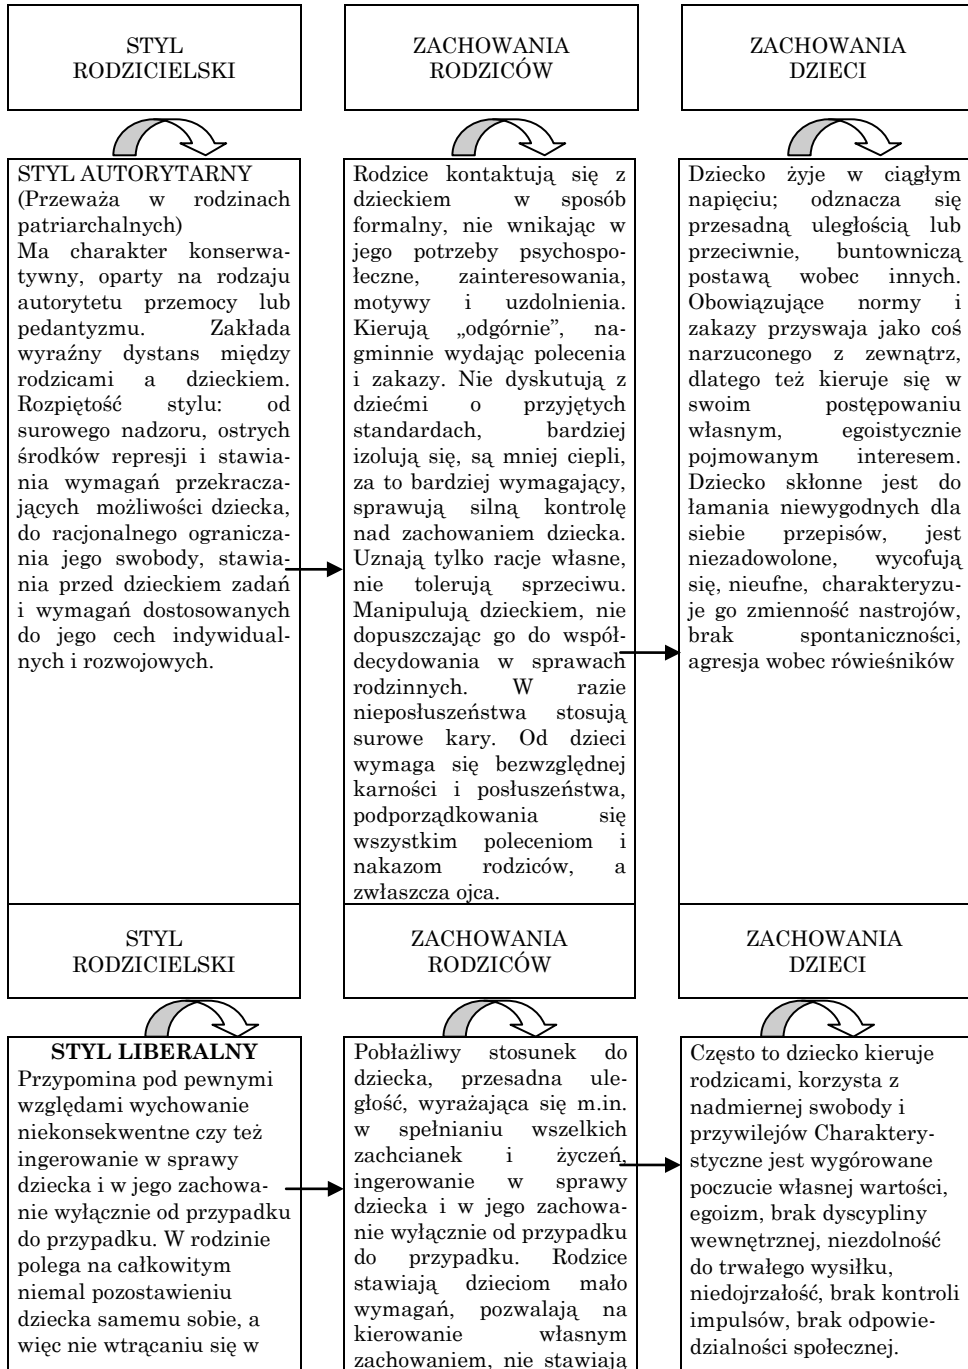 STYL
RODZICIELSKI
ZACHOWANIA
RODZICÓW
ZACHOWANIA
DZIECI
STYL AUTORYTARNY
(Przeważa w rodzinach
patriarchalnych)
Ma charakter konserwa-
tywny, oparty na rodzaju
autorytetu przemocy lub
pedantyzmu. Zakłada
wyraźny dystans między
rodzicami a dzieckiem.
Rozpiętość stylu: od
surowego nadzoru, ostrych
środków represji i stawia-
nia wymagań przekracza-
jących możliwości dziecka,
do racjonalnego ogranicza-
nia jego swobody, stawia-
nia przed dzieckiem zadań
i wymagań dostosowanych
do jego cech indywidual-
nych i rozwojowych.
Rodzice kontaktują się z
dzieckiem w sposób
formalny, nie wnikając w
jego potrzeby psychospo-
łeczne, zainteresowania,
motywy i uzdolnienia.
Kierują „odgórnie”, na-
gminnie wydając polecenia
i zakazy. Nie dyskutują z
dziećmi o przyjętych
standardach, bardziej
izolują się, są mniej ciepli,
za to bardziej wymagający,
sprawują silną kontrolę
nad zachowaniem dziecka.
Uznają tylko racje własne,
nie tolerują sprzeciwu.
Manipulują dzieckiem, nie
dopuszczając go do współ-
decydowania w sprawach
rodzinnych. W razie
nieposłuszeństwa stosują
surowe kary. Od dzieci
wymaga się bezwzględnej
karności i posłuszeństwa,
podporządkowania się
wszystkim poleceniom i
nakazom rodziców, a
zwłaszcza ojca.
Dziecko żyje w ciągłym
napięciu; odznacza się
przesadną uległością lub
przeciwnie, buntowniczą
postawą wobec innych.
Obowiązujące normy i
zakazy przyswaja jako coś
narzuconego z zewnątrz,
dlatego też kieruje się w
swoim postępowaniu
własnym, egoistycznie
pojmowanym interesem.
Dziecko skłonne jest do
łamania niewygodnych dla
siebie przepisów, jest
niezadowolone, wycofują
się, nieufne, charakteryzu-
je go zmienność nastrojów,
brak spontaniczności,
agresja wobec rówieśników
STYL
RODZICIELSKI
ZACHOWANIA
RODZICÓW
ZACHOWANIA
DZIECI
STYL LIBERALNY
Przypomina pod pewnymi
względami wychowanie
niekonsekwentne czy też
ingerowanie w sprawy
dziecka i w jego zachowa-
nie wyłącznie od przypadku
do przypadku. W rodzinie
polega na całkowitym
niemal pozostawieniu
dziecka samemu sobie, a
więc nie wtrącaniu się w
Pobłażliwy stosunek do
dziecka, przesadna ule-
głość, wyrażająca się m.in.
w spełnianiu wszelkich
zachcianek i życzeń,
ingerowanie w sprawy
dziecka i w jego zachowa-
nie wyłącznie od przypadku
do przypadku. Rodzice
stawiają dzieciom mało
wymagań, pozwalają na
kierowanie własnym
zachowaniem, nie stawiają
Często to dziecko kieruje
rodzicami, korzysta z
nadmiernej swobody i
przywilejów Charaktery-
styczne jest wygórowane
poczucie własnej wartości,
egoizm, brak dyscypliny
wewnętrznej, niezdolność
do trwałego wysiłku,
niedojrzałość, brak kontroli
impulsów, brak odpowie-
dzialności społecznej.